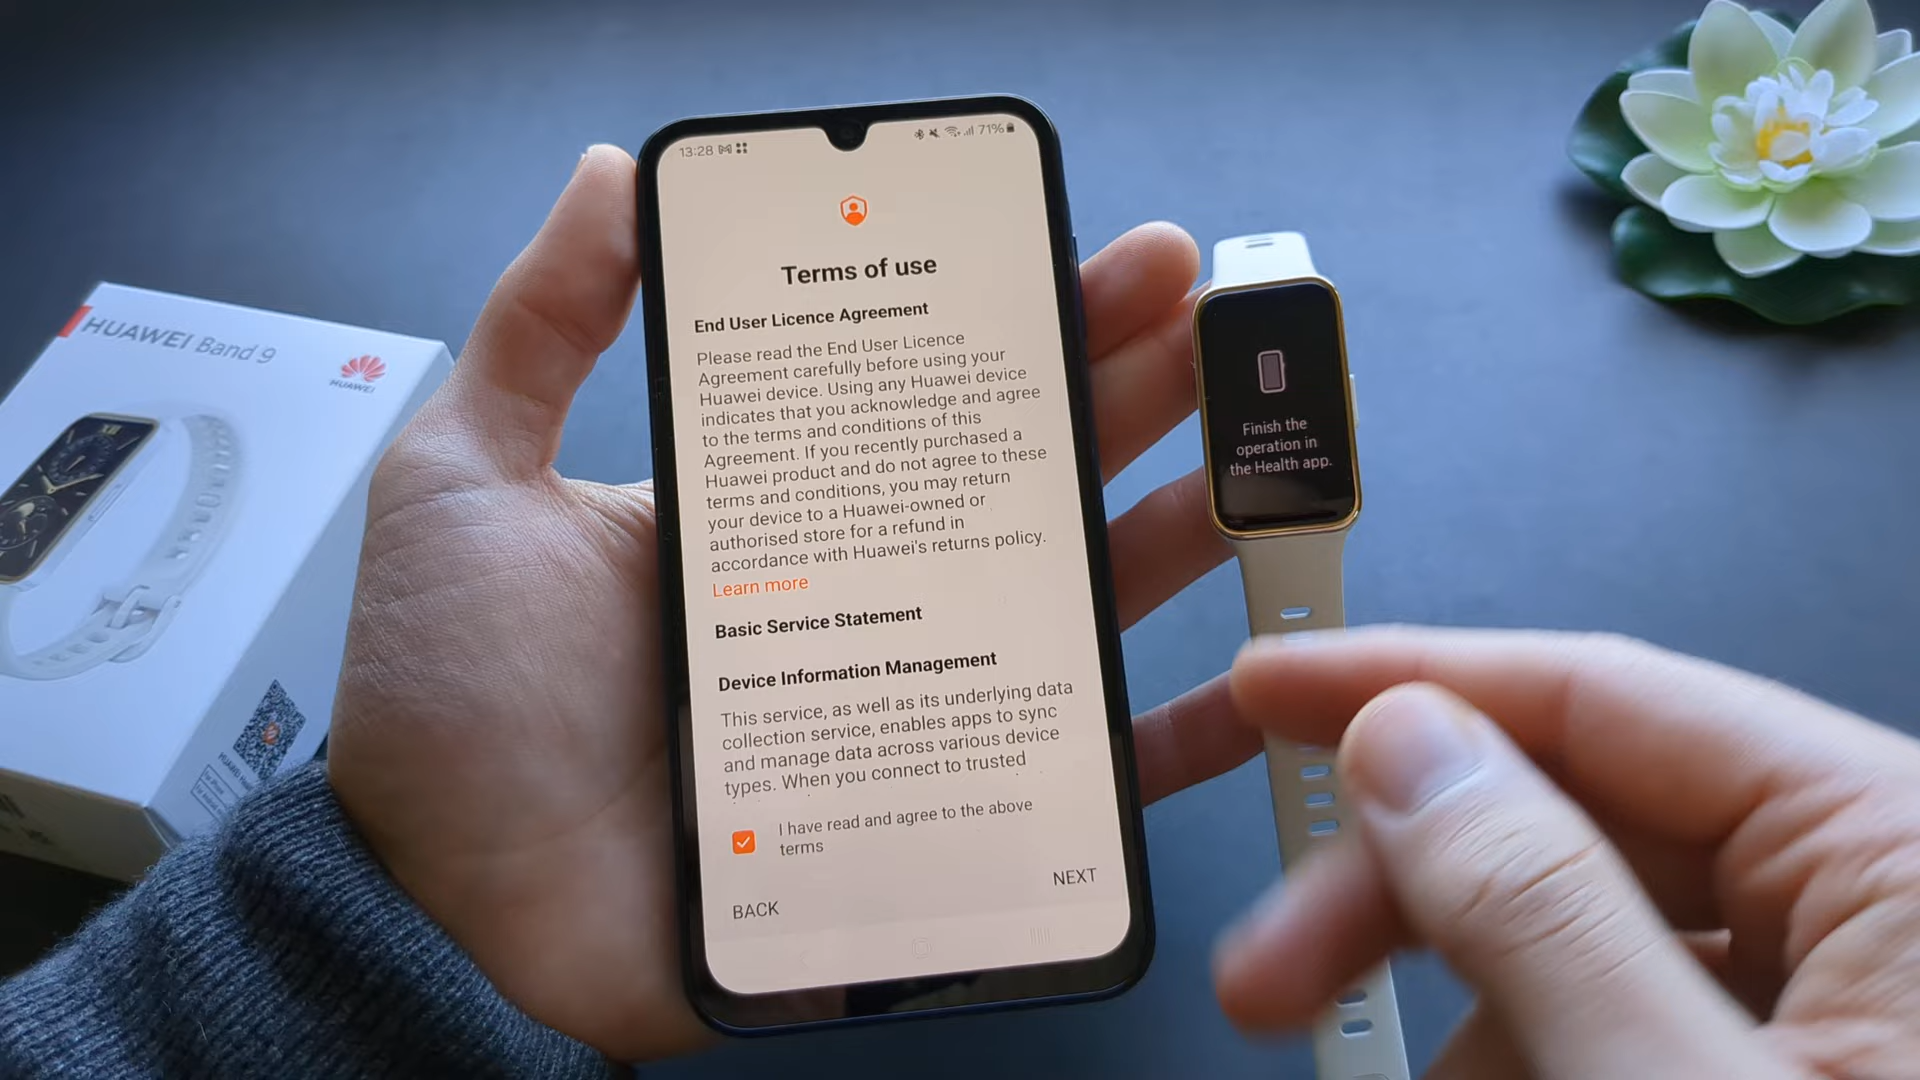 HUAWEI Band 9
HUAWEI
13:28
71%
Terms of use
End User Licence Agreement
Please read the End User Licence
Agreement carefully before using your
Huawei device. Using any Huawei device
indicates that you acknowledge and agree
to the terms and conditions of this
Agreement. If you recently purchased a
Huawei product and do not agree to these
terms and conditions, you may return
your device to a Huawei-owned or
authorised store for a refund in
accordance with Huawei's returns policy.
Learn more
Basic Service Statement
Device Information Management
This service, as well as its underlying data
collection service, enables apps to sync
and manage data across various device
types. When you connect to trusted
I have read and agree to the above
terms
BACK
NEXT
Finish the
operation in
the Health app.